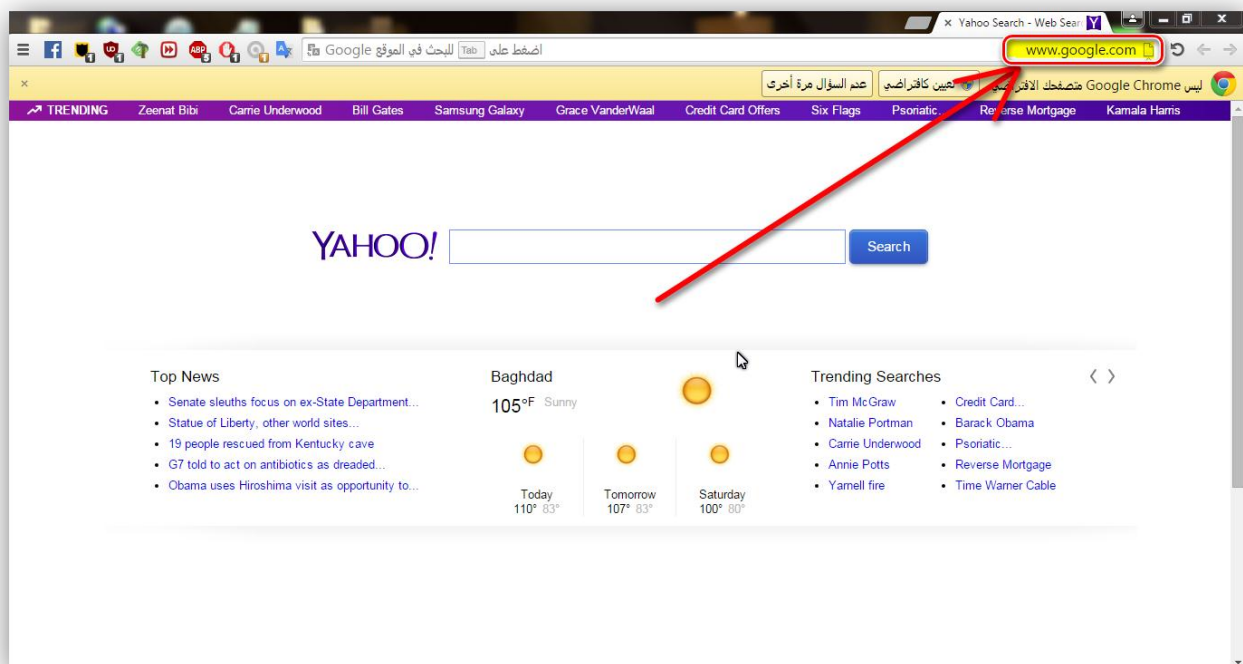 Yahoo Search - Web Sear
www.google.com
اضغط على Tab للبحث في الموقع Google
ليس Google Chrome متصفحك الافتراضي
تعيين كافتراضي
عدم السؤال مرة أخرى
TRENDING Zeenat Bibi Carrie Underwood Bill Gates Samsung Galaxy Grace VanderWaal Credit Card Offers Six Flags Psoriatic... Reverse Mortgage Kamala Harris
YAHOO!
Search
Top News
• Senate sleuths focus on ex-State Department...
• Statue of Liberty, other world sites...
• 19 people rescued from Kentucky cave
• G7 told to act on antibiotics as dreaded...
• Obama uses Hiroshima visit as opportunity to...
Baghdad
105°F Sunny
Today
110° 83°
Tomorrow
107° 83°
Saturday
100° 80°
Trending Searches
• Tim McGraw
• Natalie Portman
• Carrie Underwood
• Annie Potts
• Yarnell fire
• Credit Card...
• Barack Obama
• Psoriatic...
• Reverse Mortgage
• Time Warner Cable